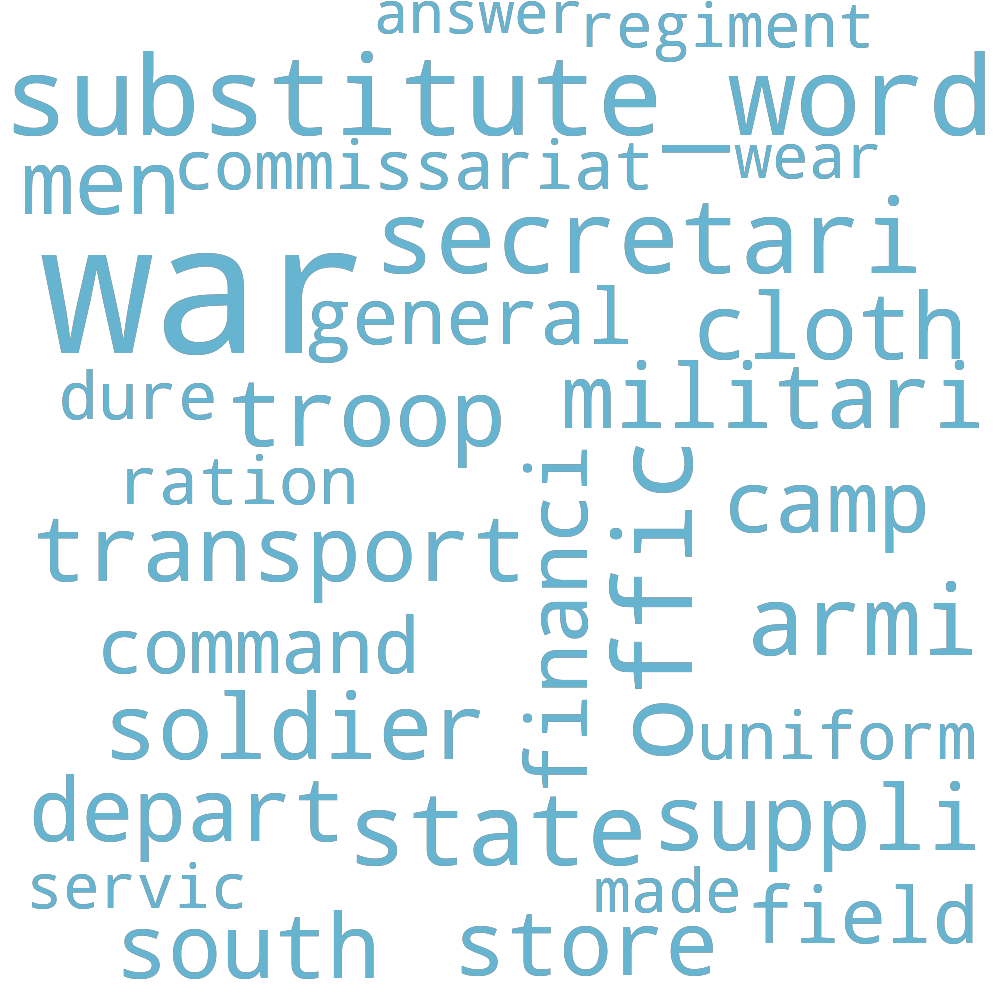 answer regiment
substitute_word
men commissariat wear
secretari
war general cloth
dure troop militari
ration financi offic camp
transport
command armi
soldier uniform
depart state suppli
servic made field
south store